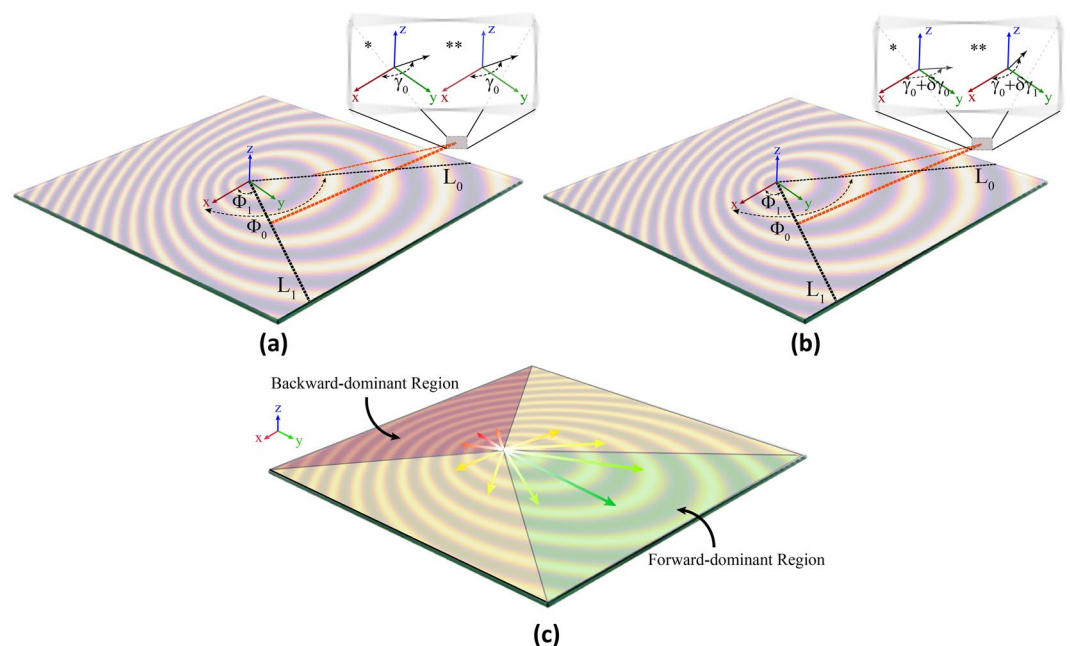 * z ** z
x γ₀ y x γ₀ y
z
x y
Φ₁
Φ₀
L₀
L₁
(a)
* z ** z
x γ₀+δγ₀ y x γ₀+δγ₁ y
z
x y
Φ₁
Φ₀
L₀
L₁
(b)
Backward-dominant Region
z
x y
Forward-dominant Region
(c)